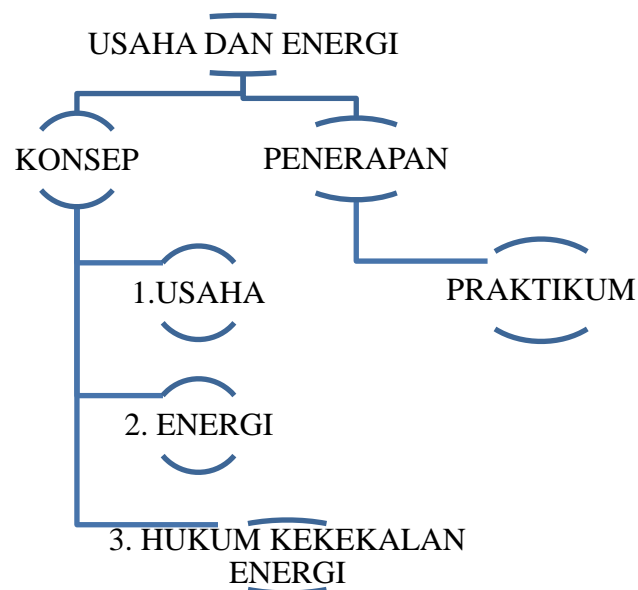 USAHA DAN ENERGI
KONSEP
PENERAPAN
1.USAHA
PRAKTIKUM
2. ENERGI
3. HUKUM KEKEKALAN
ENERGI